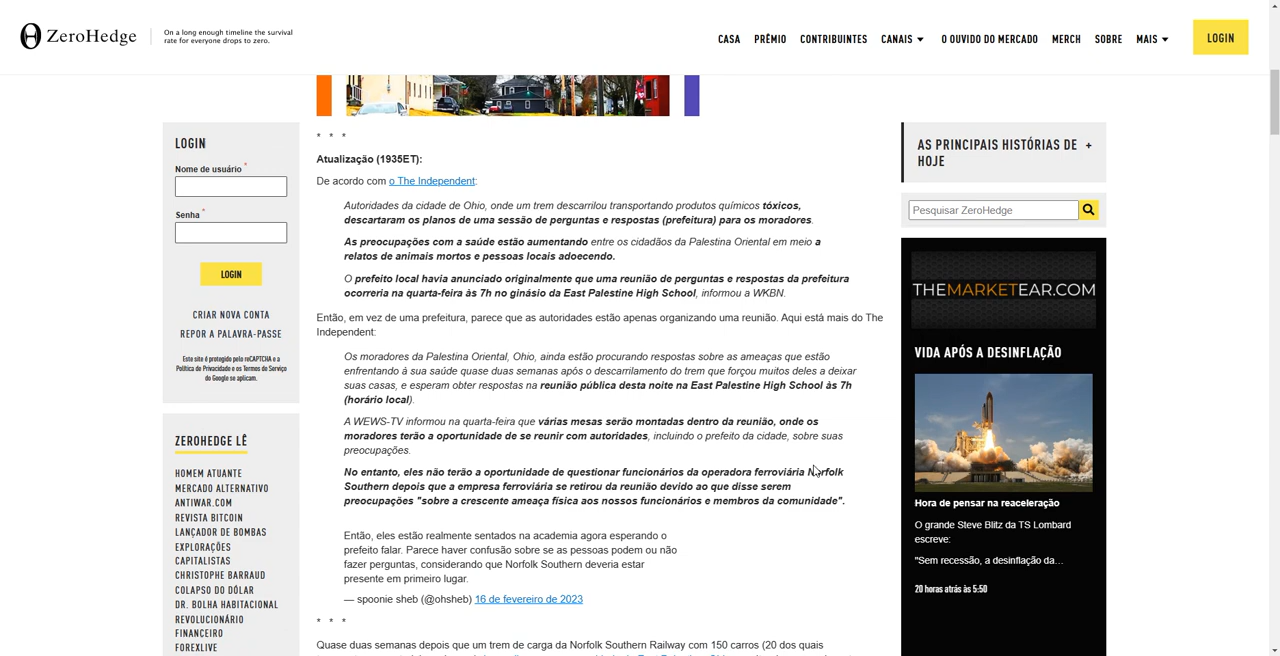 ZeroHedge
On a long enough timeline the survival
rate for everyone drops to zero.
CASA PRÊMIO CONTRIBUINTES CANAIS O OUVIDO DO MERCADO MERCH SOBRE MAIS LOGIN
LOGIN
Nome de usuário *
Senha *
LOGIN
CRIAR NOVA CONTA
REPOR A PALAVRA-PASSE
Este site é protegido pelo reCAPTCHA e a
Política de Privacidade e os Termos de Serviço
do Google se aplicam.
ZEROHEDGE LÊ
HOMEM ATUANTE
MERCADO ALTERNATIVO
ANTIWAR.COM
REVISTA BITCOIN
LANÇADOR DE BOMBAS
EXPLORAÇÕES
CAPITALISTAS
CHRISTOPHE BARRAUD
COLAPSO DO DÓLAR
DR. BOLHA HABITACIONAL
REVOLUCIONÁRIO
FINANCEIRO
FOREXLIVE
* * *
Atualização (1935ET):
De acordo com o The Independent:
Autoridades da cidade de Ohio, onde um trem descarrilou transportando produtos químicos tóxicos,
descartaram os planos de uma sessão de perguntas e respostas (prefeitura) para os moradores.
As preocupações com a saúde estão aumentando entre os cidadãos da Palestina Oriental em meio a
relatos de animais mortos e pessoas locais adoecendo.
O prefeito local havia anunciado originalmente que uma reunião de perguntas e respostas da prefeitura
ocorreria na quarta-feira às 7h no ginásio da East Palestine High School, informou a WKBN.
Então, em vez de uma prefeitura, parece que as autoridades estão apenas organizando uma reunião. Aqui está mais do The
Independent:
Os moradores da Palestina Oriental, Ohio, ainda estão procurando respostas sobre as ameaças que estão
enfrentando à sua saúde quase duas semanas após o descarrilamento do trem que forçou muitos deles a deixar
suas casas, e esperam obter respostas na reunião pública desta noite na East Palestine High School às 7h
(horário local).
A WEWS-TV informou na quarta-feira que várias mesas serão montadas dentro da reunião, onde os
moradores terão a oportunidade de se reunir com autoridades, incluindo o prefeito da cidade, sobre suas
preocupações.
No entanto, eles não terão a oportunidade de questionar funcionários da operadora ferroviária Norfolk
Southern depois que a empresa ferroviária se retirou da reunião devido ao que disse serem
preocupações "sobre a crescente ameaça física aos nossos funcionários e membros da comunidade".
Então, eles estão realmente sentados na academia agora esperando o
prefeito falar. Parece haver confusão sobre se as pessoas podem ou não
fazer perguntas, considerando que Norfolk Southern deveria estar
presente em primeiro lugar.
— spoonie sheb (@ohsheb) 16 de fevereiro de 2023
* * *
Quase duas semanas depois que um trem de carga da Norfolk Southern Railway com 150 carros (20 dos quais
AS PRINCIPAIS HISTÓRIAS DE +
HOJE
Pesquisar ZeroHedge
THEMARKETEAR.COM
VIDA APÓS A DESINFLAÇÃO
Hora de pensar na reaceleração
O grande Steve Blitz da TS Lombard
escreve:
"Sem recessão, a desinflação da…
20 horas atrás às 5:50